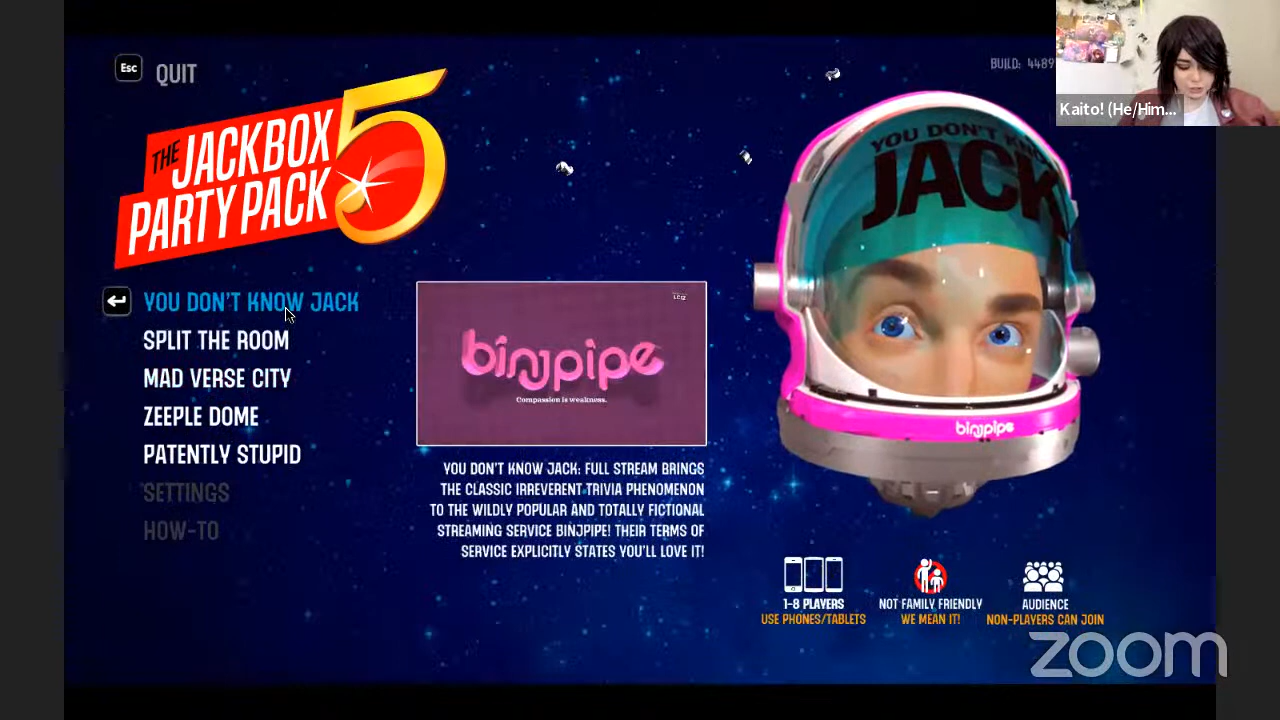 Esc QUIT
BUILD: 4489
Kaito! (He/Him...
THE
JACKBOX
PARTY PACK 5
YOU DON'T KNOW
JACK
YOU DON'T KNOW JACK
SPLIT THE ROOM
MAD VERSE CITY
ZEEPLE DOME
PATENTLY STUPID
SETTINGS
HOW-TO
binjpipe
Compassion is weakness.
YOU DON'T KNOW JACK: FULL STREAM BRINGS
THE CLASSIC IRREVERENT TRIVIA PHENOMENON
TO THE WILDLY POPULAR AND TOTALLY FICTIONAL
STREAMING SERVICE BINJPIPE! THEIR TERMS OF
SERVICE EXPLICITLY STATES YOU'LL LOVE IT!
binjpipe
1-8 PLAYERS
USE PHONES/TABLETS
NOT FAMILY FRIENDLY
WE MEAN IT!
AUDIENCE
NON-PLAYERS CAN JOIN
zoom